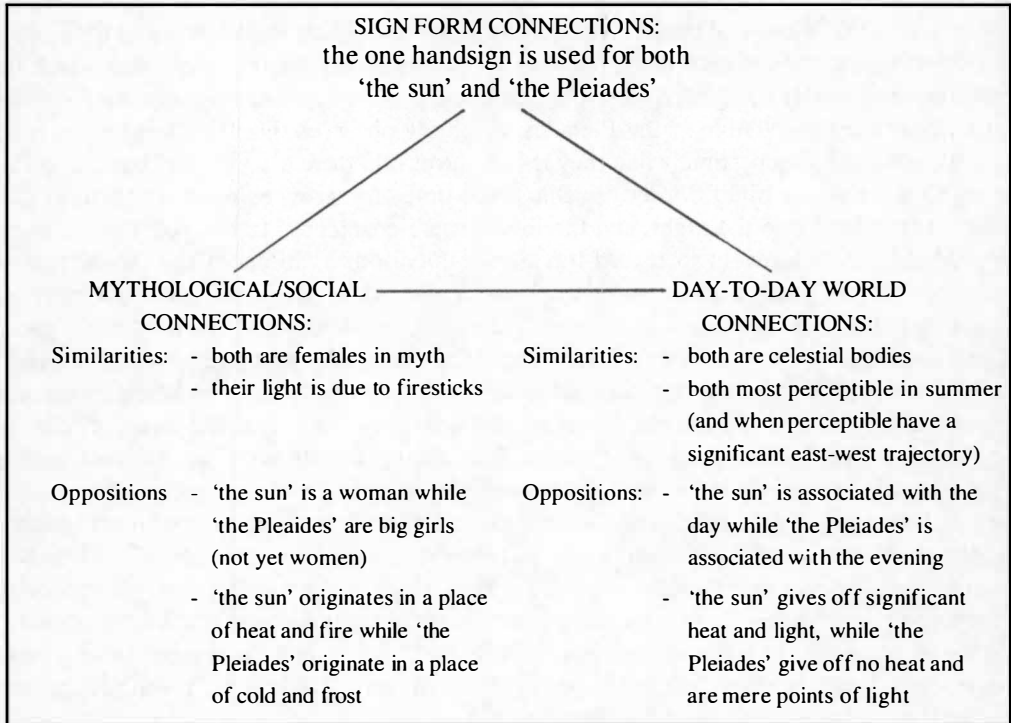 SIGN FORM CONNECTIONS:
the one handsign is used for both
‘the sun’ and ‘the Pleiades’
MYTHOLOGICAL/SOCIAL
CONNECTIONS:
Similarities: - both are females in myth
- their light is due to firesticks
Oppositions - ‘the sun’ is a woman while
‘the Pleaides’ are big girls
(not yet women)
- ‘the sun’ originates in a place
of heat and fire while ‘the
Pleiades’ originate in a place
of cold and frost
DAY-TO-DAY WORLD
CONNECTIONS:
Similarities: - both are celestial bodies
- both most perceptible in summer
(and when perceptible have a
significant east-west trajectory)
Oppositions: - ‘the sun’ is associated with the
day while ‘the Pleiades’ is
associated with the evening
- ‘the sun’ gives off significant
heat and light, while ‘the
Pleiades’ give off no heat and
are mere points of light